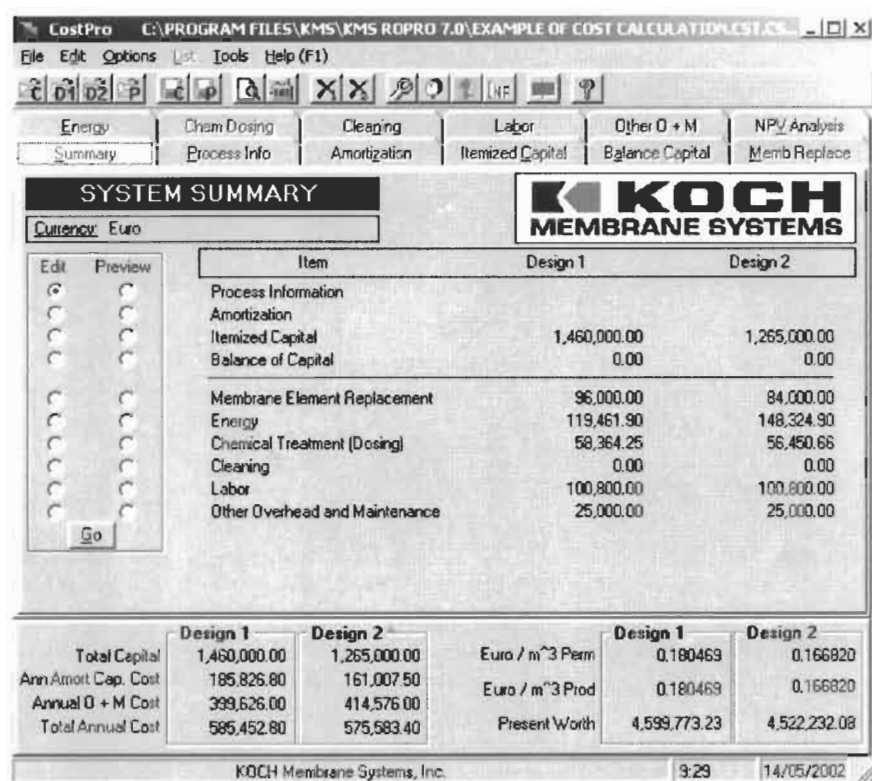 CostPro C:\PROGRAM FILES\KMS\KMS ROPRO 7.0\EXAMPLE OF COST CALCULATION.CST.CS...
File Edit Options List Tools Help (F1)
C D1 D2 P C P INF
Energy Chem Dosing Cleaning Labor Other O + M NPV Analysis
Summary Process Info Amortization Itemized Capital Balance Capital Memb Replace
SYSTEM SUMMARY
KOCH
MEMBRANE SYSTEMS
Currency: Euro
Edit Preview Item Design 1 Design 2
Process Information
Amortization
Itemized Capital 1,460,000.00 1,265,000.00
Balance of Capital 0.00 0.00
Membrane Element Replacement 96,000.00 84,000.00
Energy 119,461.90 148,324.90
Chemical Treatment (Dosing) 58,364.25 56,450.66
Cleaning 0.00 0.00
Labor 100,800.00 100,800.00
Other Overhead and Maintenance 25,000.00 25,000.00
Go
Design 1 Design 2 Design 1 Design 2
Total Capital 1,460,000.00 1,265,000.00 Euro / m^3 Perm 0.180469 0.166820
Ann Amort Cap. Cost 185,826.80 161,007.50 Euro / m^3 Prod 0.180469 0.166820
Annual O + M Cost 399,626.00 414,576.00
Total Annual Cost 585,452.80 575,583.40 Present Worth 4,599,773.23 4,522,232.08
KOCH Membrane Systems, Inc. 9:29 14/05/2002